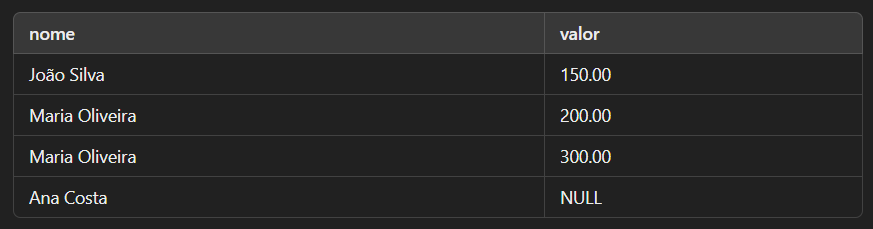 nome valor
João Silva 150.00
Maria Oliveira 200.00
Maria Oliveira 300.00
Ana Costa NULL